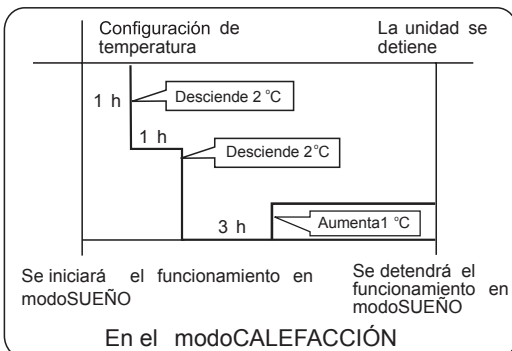 Configuración de
temperatura
La unidad se
detiene
1 h
Desciende 2 °C
1 h
Desciende 2°C
3 h
Aumenta1 °C
Se iniciará el funcionamiento en
modoSUEÑO
Se detendrá el
funcionamiento en
modoSUEÑO
En el modoCALEFACCIÓN